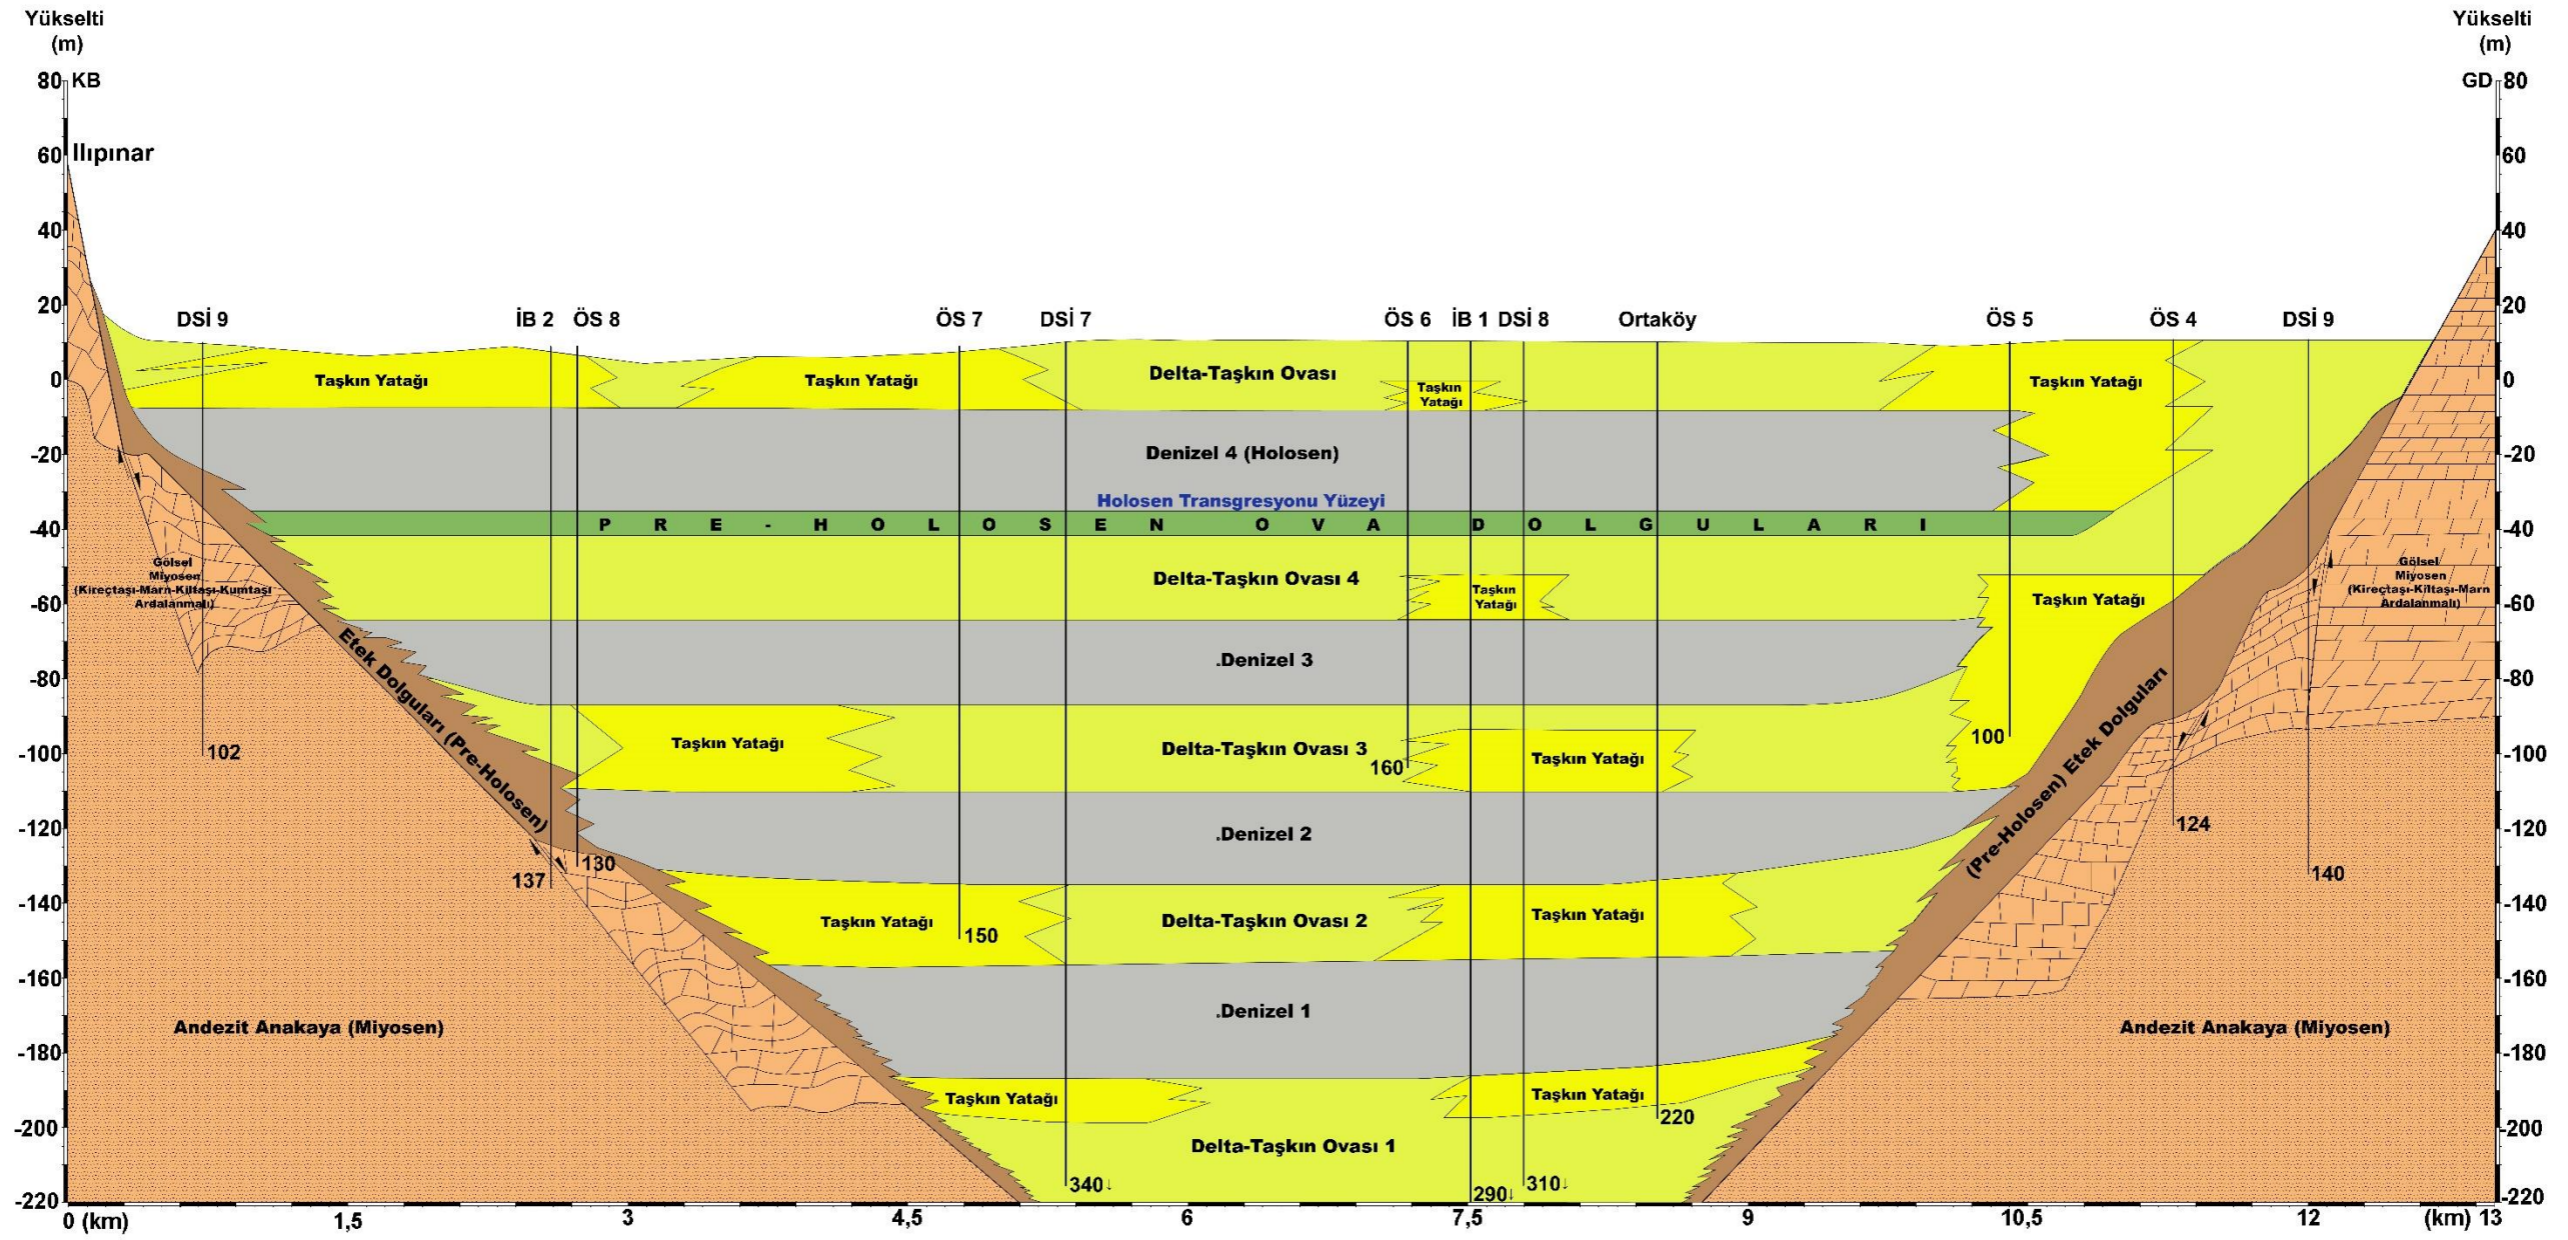 Yükselti
(m)
Yükselti
(m)
80
KB
GD
80
60
Ilıpınar
60
40
40
20
20
DSİ 9
İB 2
ÖS 8
ÖS 7
DSİ 7
ÖS 6
İB 1
DSİ 8
Ortaköy
ÖS 5
ÖS 4
DSİ 9
0
Taşkın Yatağı
Taşkın Yatağı
Delta-Taşkın Ovası
Taşkın
Yatağı
Taşkın Yatağı
0
-20
Denizel 4 (Holosen)
-20
Holosen Transgresyonu Yüzeyi
-40
PRE-HOLOSEN OVA DOLGULARI
-40
Gölsel
Miyosen
(Kireçtaşı-Marn-Kiltaşı-Kumtaşı
Ardalanmalı)
Delta-Taşkın Ovası 4
Taşkın
Yatağı
Taşkın Yatağı
Gölsel
Miyosen
(Kireçtaşı-Kiltaşı-Marn
Ardalanmalı)
-60
-60
Etek Dolguları (Pre-Holosen)
.Denizel 3
(Pre-Holosen) Etek Dolguları
-80
-80
-100
102
Taşkın Yatağı
Delta-Taşkın Ovası 3
160
Taşkın Yatağı
100
-100
-120
.Denizel 2
124
-120
137
130
140
-140
Taşkın Yatağı
150
Delta-Taşkın Ovası 2
Taşkın Yatağı
-140
-160
-160
Andezit Anakaya (Miyosen)
.Denizel 1
Andezit Anakaya (Miyosen)
-180
-180
Taşkın Yatağı
Taşkın Yatağı
-200
220
-200
Delta-Taşkın Ovası 1
340↓
290↓
310↓
-220
-220
0 (km)
1,5
3
4,5
6
7,5
9
10,5
12
(km) 13